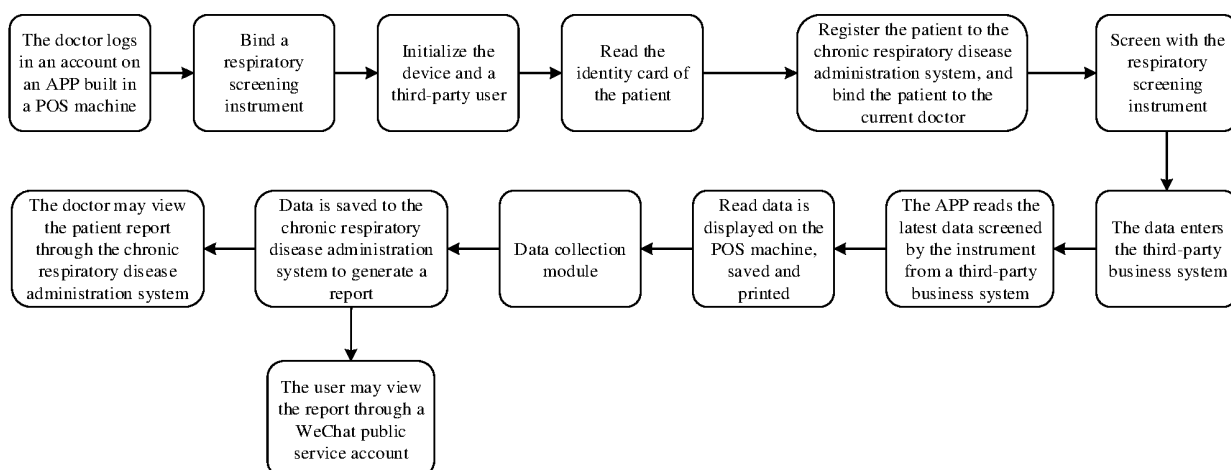 The doctor logs
in an account on
an APP built in
a POS machine
Bind a
respiratory
screening
instrument
Initialize the
device and a
third-party user
Read the
identity card of
the patient
Register the patient to the
chronic respiratory disease
administration system, and
bind the patient to the
current doctor
Screen with the
respiratory
screening
instrument
The data enters
the third-party
business system
The APP reads the
latest data screened
by the instrument
from a third-party
business system
Read data is
displayed on the
POS machine,
saved and
printed
Data collection
module
Data is saved to the
chronic respiratory
disease administration
system to generate a
report
The doctor may view
the patient report
through the chronic
respiratory disease
administration system
The user may view
the report through a
WeChat public
service account